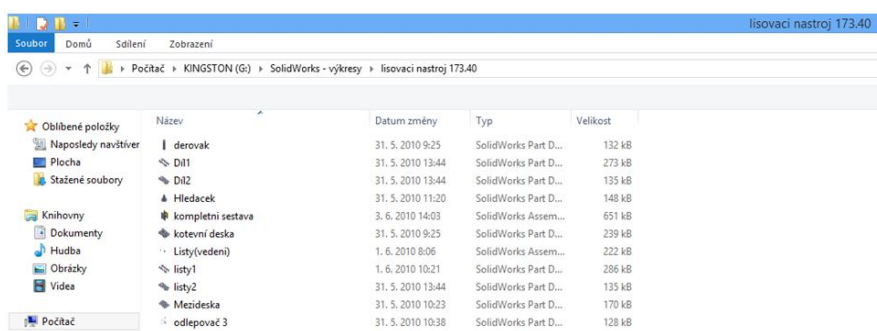 lisovaci nastroj 173.40
Soubor Domů Sdílení Zobrazení
Počítač KINGSTON (G:) SolidWorks - výkresy lisovaci nastroj 173.40
Název Datum změny Typ Velikost
Oblíbené položky
Naposledy navštíver
Plocha
Stažené soubory
Knihovny
Dokumenty
Hudba
Obrázky
Videa
Počítač
derovak 31. 5. 2010 9:25 SolidWorks Part D... 132 kB
Díl1 31. 5. 2010 13:44 SolidWorks Part D... 273 kB
Díl2 31. 5. 2010 13:44 SolidWorks Part D... 135 kB
Hledacek 31. 5. 2010 11:20 SolidWorks Part D... 148 kB
kompletni sestava 3. 6. 2010 14:03 SolidWorks Assem... 651 kB
kotevní deska 31. 5. 2010 9:25 SolidWorks Part D... 239 kB
Listy(vedeni) 1. 6. 2010 8:06 SolidWorks Assem... 222 kB
listy1 1. 6. 2010 10:21 SolidWorks Part D... 286 kB
listy2 31. 5. 2010 13:44 SolidWorks Part D... 135 kB
Mezideska 31. 5. 2010 10:23 SolidWorks Part D... 170 kB
odlepovač 3 31. 5. 2010 10:38 SolidWorks Part D... 128 kB